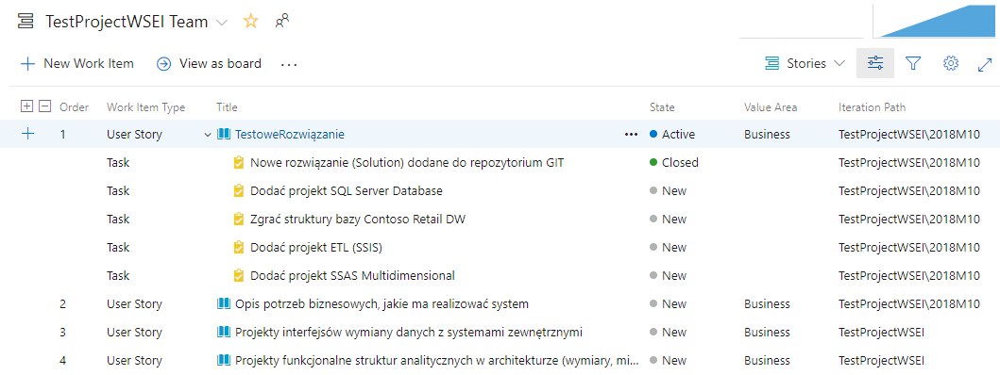 TestProjectWSEI Team
New Work Item View as board ... Stories
Order Work Item Type Title State Value Area Iteration Path
1 User Story TestoweRozwiązanie ... Active Business TestProjectWSEI\2018M10
Task Nowe rozwiązanie (Solution) dodane do repozytorium GIT Closed TestProjectWSEI\2018M10
Task Dodać projekt SQL Server Database New TestProjectWSEI\2018M10
Task Zgrać struktury bazy Contoso Retail DW New TestProjectWSEI\2018M10
Task Dodać projekt ETL (SSIS) New TestProjectWSEI\2018M10
Task Dodać projekt SSAS Multidimensional New TestProjectWSEI\2018M10
2 User Story Opis potrzeb biznesowych, jakie ma realizować system New Business TestProjectWSEI\2018M10
3 User Story Projekty interfejsów wymiany danych z systemami zewnętrznymi New Business TestProjectWSEI
4 User Story Projekty funkcjonalne struktur analitycznych w architekturze (wymiary, mi... New Business TestProjectWSEI